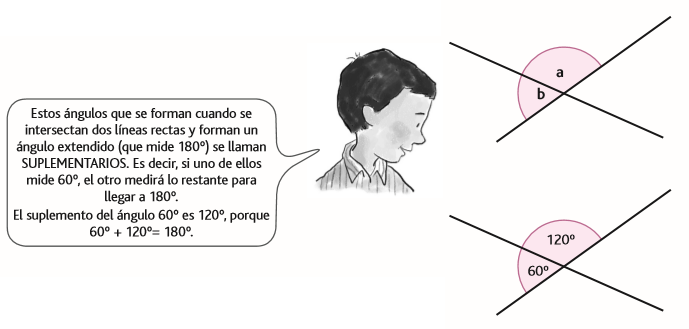 Estos ángulos que se forman cuando se
intersectan dos líneas rectas y forman un
ángulo extendido (que mide 180º) se llaman
SUPLEMENTARIOS. Es decir, si uno de ellos
mide 60º, el otro medirá lo restante para
llegar a 180º.
El suplemento del ángulo 60º es 120º, porque
60º + 120º= 180º.
a
b
120º
60º